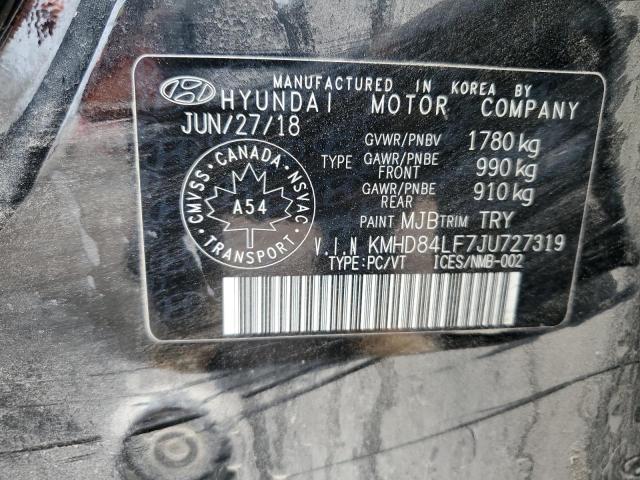 MANUFACTURED IN KOREA BY
HYUNDAI MOTOR COMPANY
JUN/27/18
GVWR/PNBV 1780 kg
TYPE GAWR/PNBE FRONT 990 kg
GAWR/PNBE REAR 910 kg
PAINT MJB TRIM TRY
V.I.N KMHD84LF7JU727319
TYPE:PC/VT ICES/NMB-002
CMVSS · CANADA · NSVAC
A54
TRANSPORT